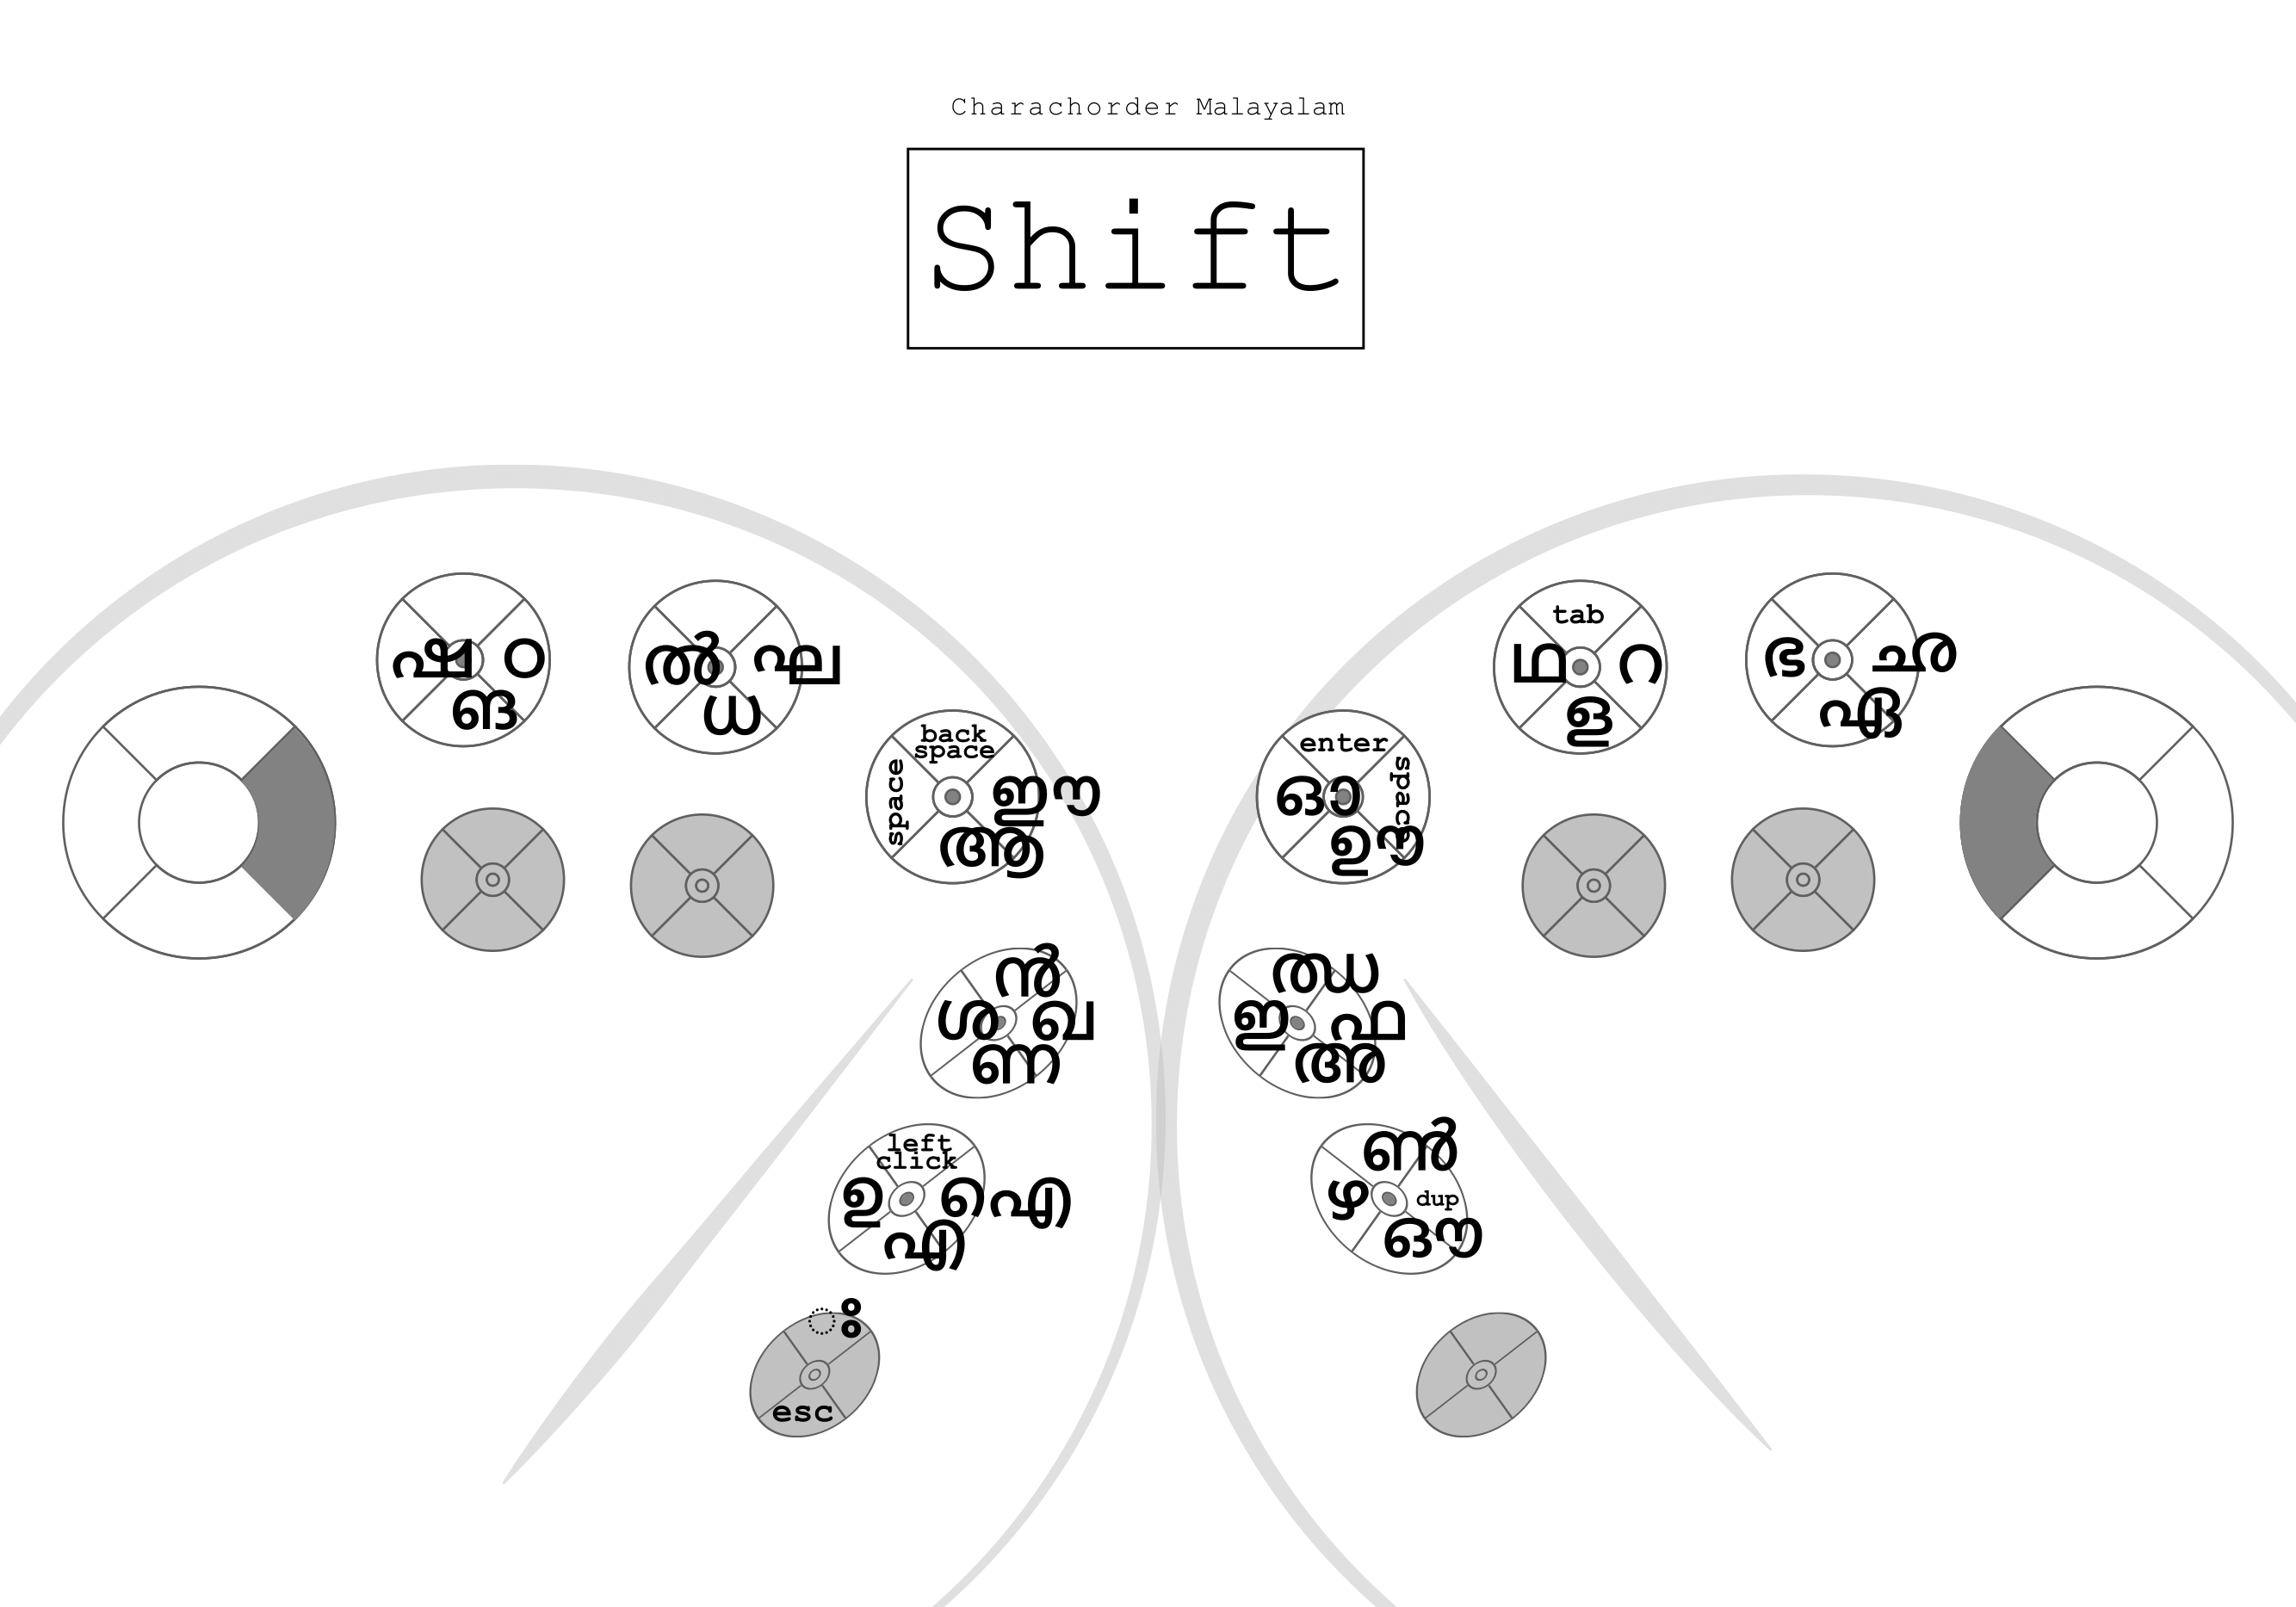 Charachorder Malayalam
Shift
ഷ ഠ
ങ
ൽ ഘ
ധ
back
space
space ഈ
ആ
enter
ഓ space
ഊ
tab
ഥ റ
ള
ഭ ഛ
ഏ
ൻ
ശ ഖ
ണ
ഝ
ഇ ഫ
അ
left
click
ഉ ഐ
എ
ൺ
ഴ dup
ഔ
◌ഃ
esc